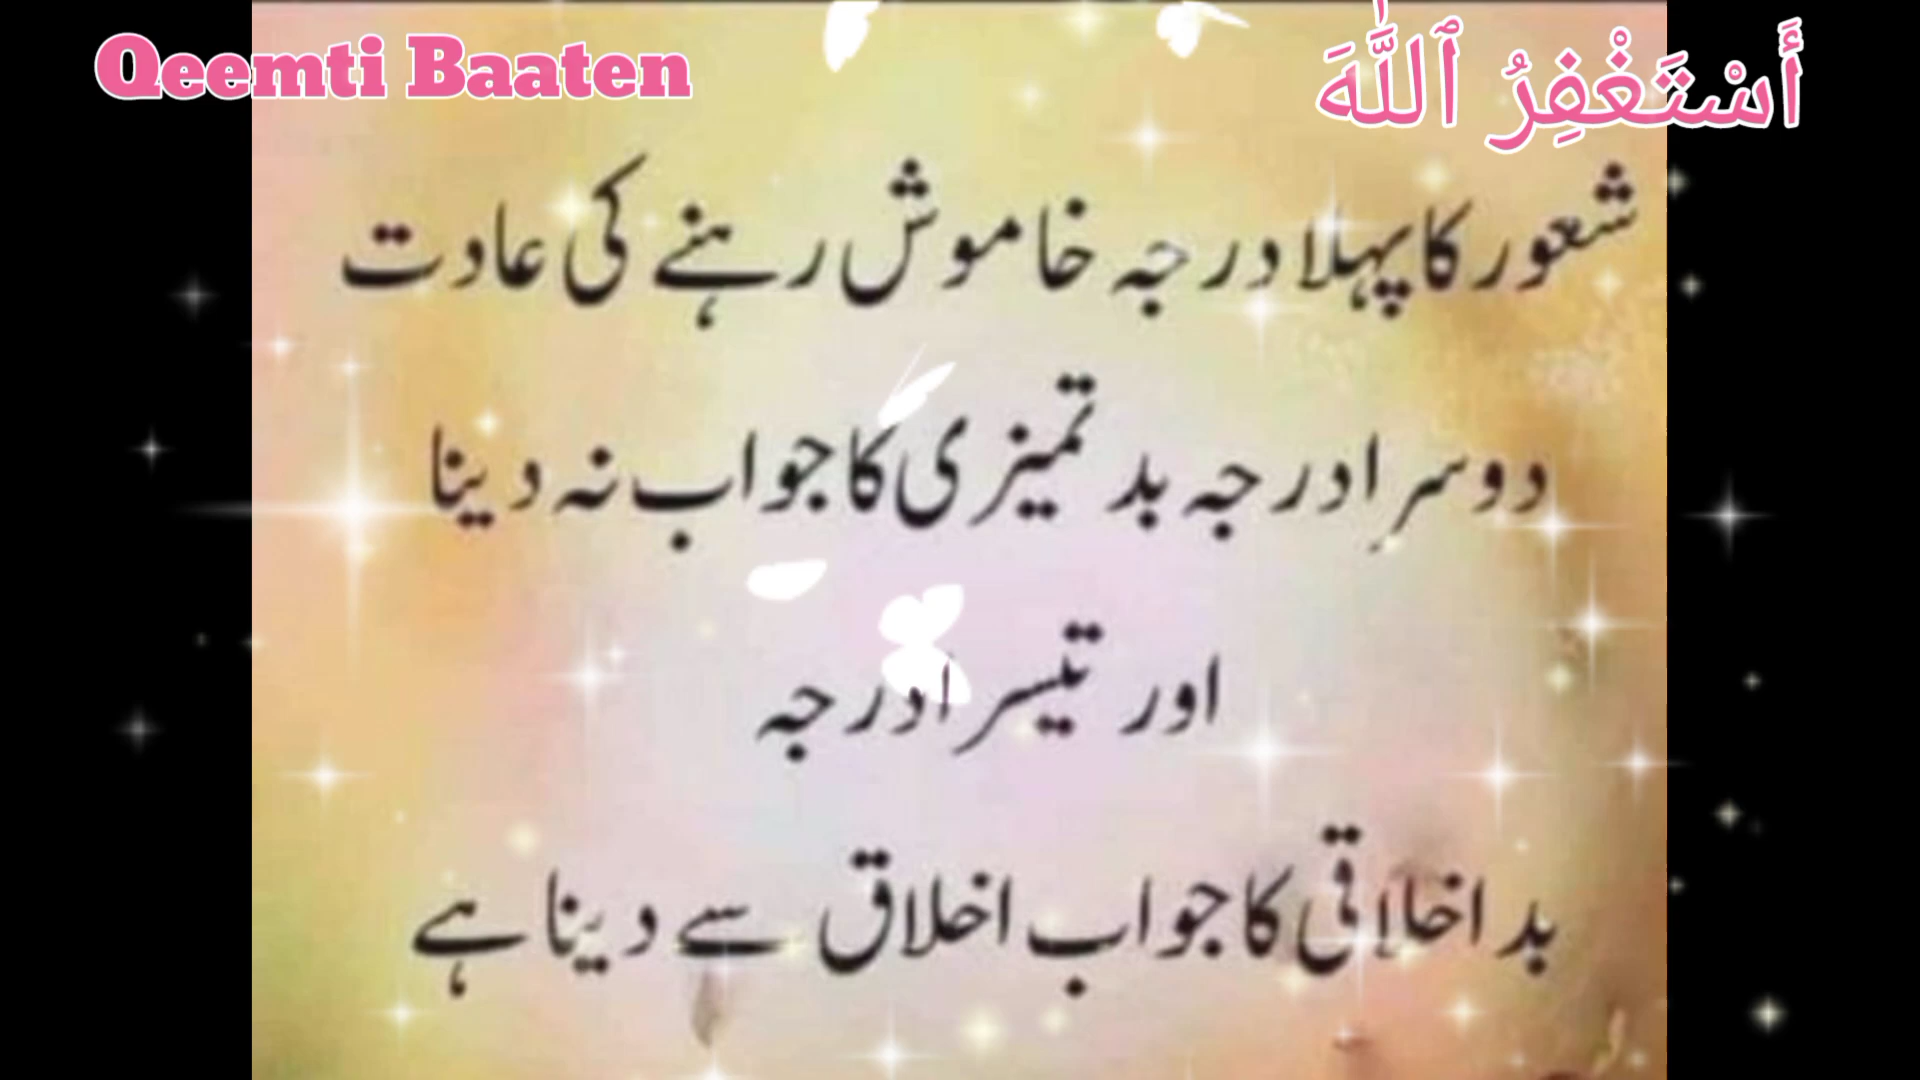 Qeemti Baaten
أَسْتَغْفِرُ ٱللَّٰهَ
شعور کا پہلا درجہ خاموش رہنے کی عادت
دوسرا درجہ بد تمیزی کا جواب نہ دینا
اور تیسرا درجہ
بد اخلاقی کا جواب اخلاق سے دینا ہے